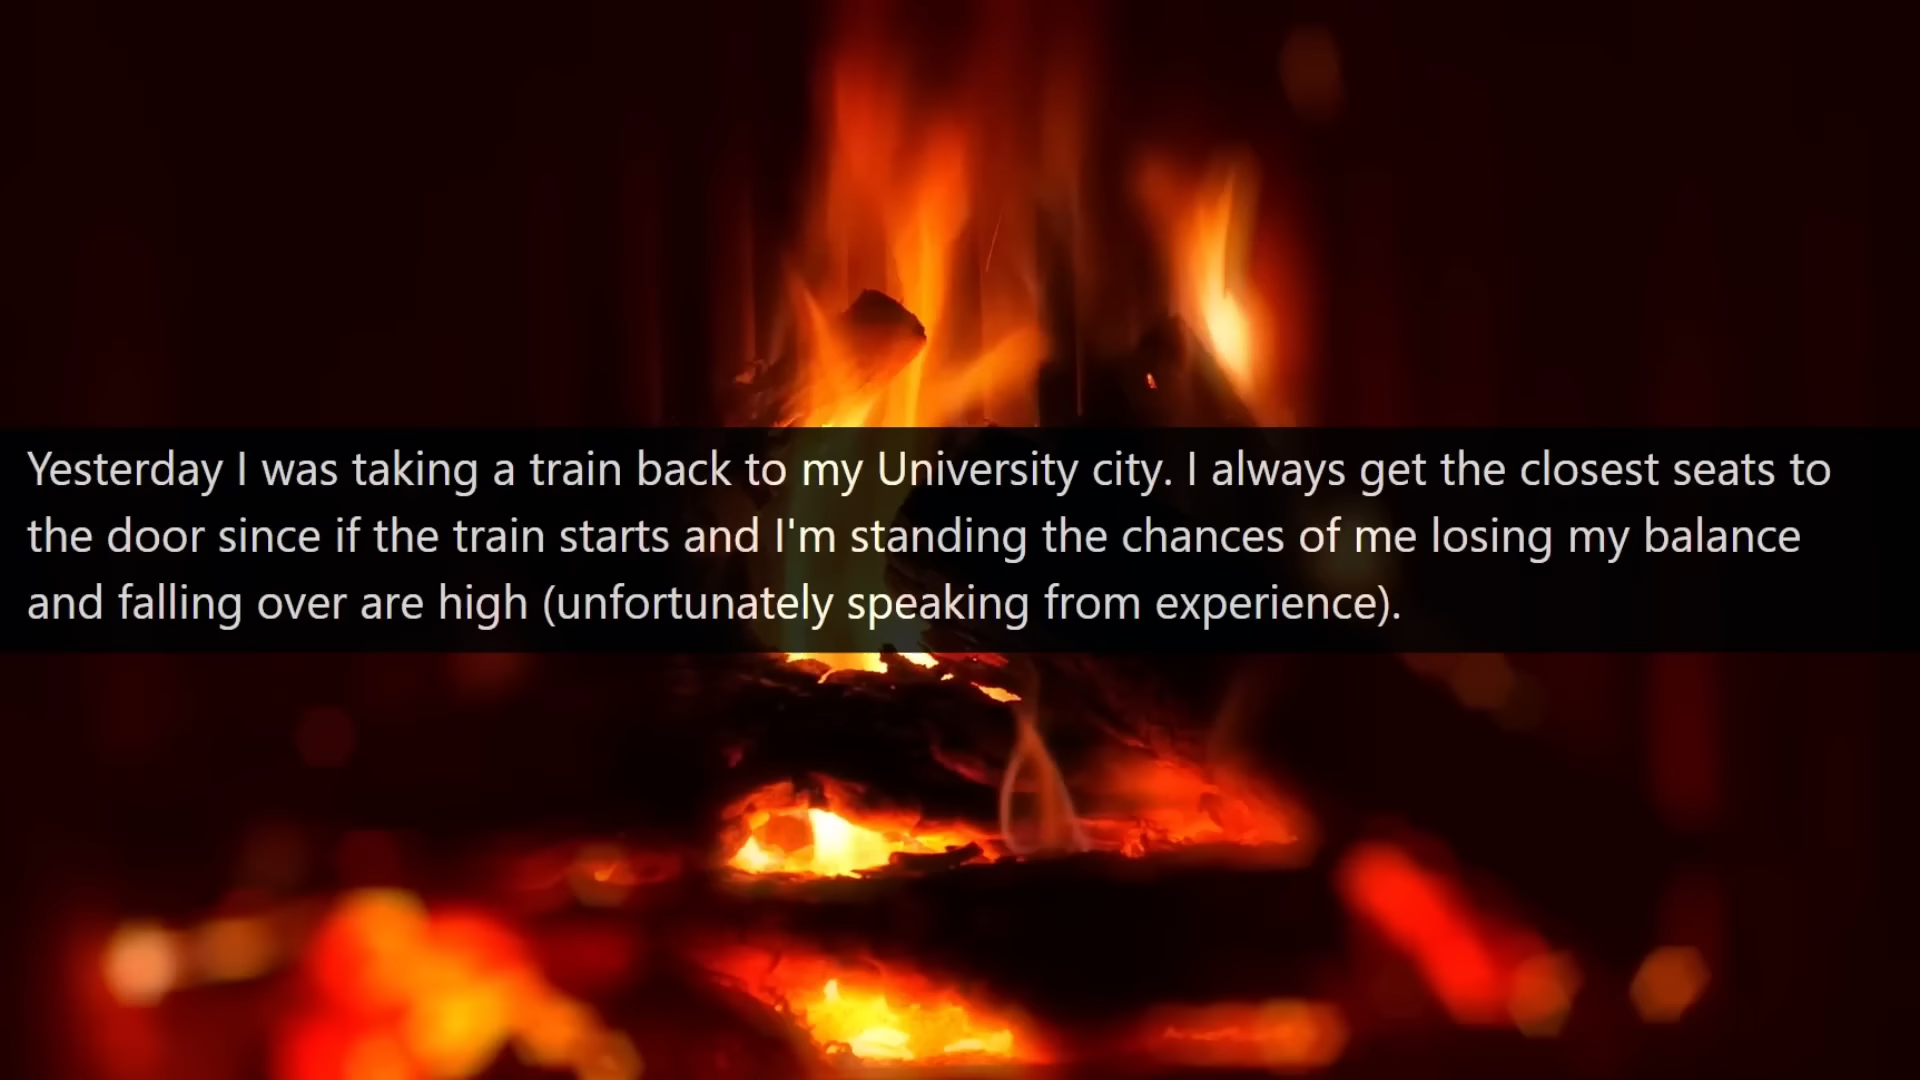 Yesterday I was taking a train back to my University city. I always get the closest seats to
the door since if the train starts and I'm standing the chances of me losing my balance
and falling over are high (unfortunately speaking from experience).